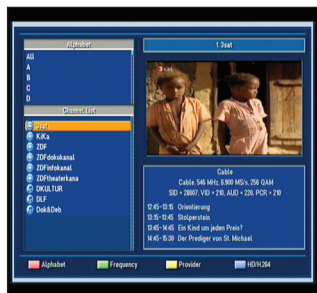 Alphabet
All
A
B
C
D
Channel List
3sat
KiKa
ZDF
ZDFdokukanal
ZDFinfokanal
ZDFtheaterkana
DKULTUR
DLF
Dok&Deb
1.3sat
3sat
Cable
Cable, 546 MHz, 6.900 MS/s, 256 QAM
SID = 28007, VID = 210, AUD = 220, PCR = 210
12:45-13:15 Orientierung
13:15-13:45 Stolperstein
13:45-14:45 Ein Kind um jeden Preis?
14:45-15:30 Der Prediger von St. Michael
Alphabet
Frequency
Provider
HD/H.264